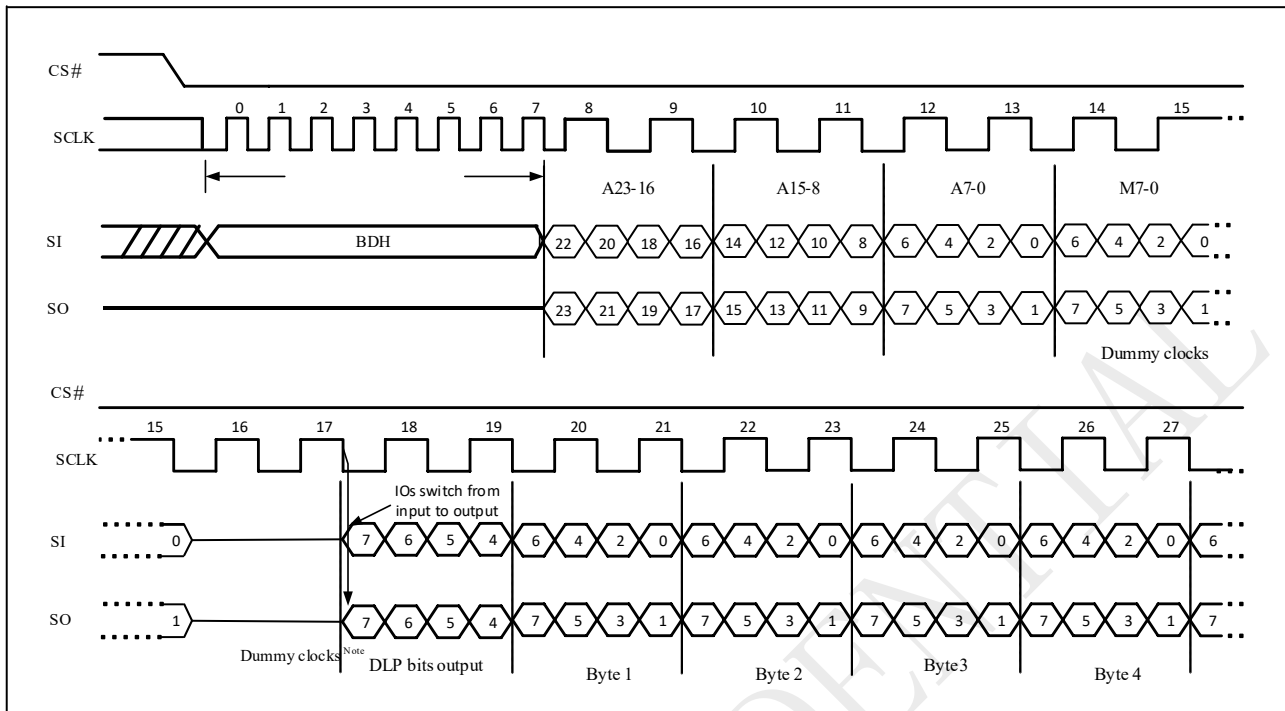 CS#
0 1 2 3 4 5 6 7 8 9 10 11 12 13 14 15
SCLK
A23-16 A15-8 A7-0 M7-0
SI BDH 22 20 18 16 14 12 10 8 6 4 2 0 6 4 2 0
SO 23 21 19 17 15 13 11 9 7 5 3 1 7 5 3 1
Dummy clocks
CS#
15 16 17 18 19 20 21 22 23 24 25 26 27
SCLK
IOs switch from
input to output
SI 0 7 6 5 4 6 4 2 0 6 4 2 0 6 4 2 0 6 4 2 0 6
SO 1 7 6 5 4 7 5 3 1 7 5 3 1 7 5 3 1 7 5 3 1 7
Dummy clocks Note DLP bits output Byte 1 Byte 2 Byte3 Byte 4
DENTIAL